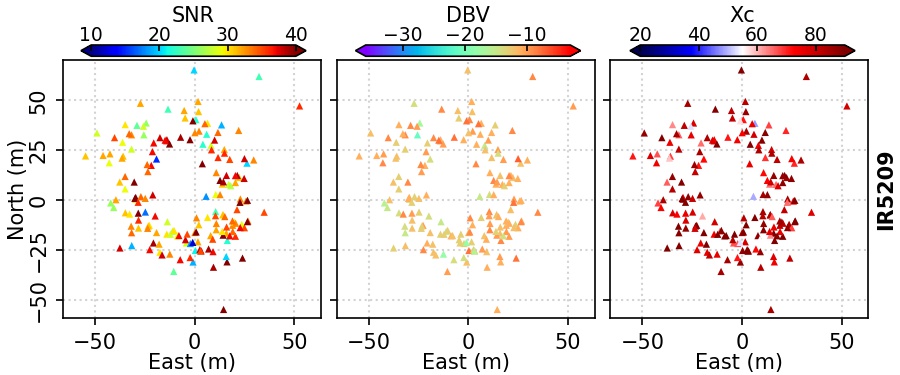 SNR DBV Xc
10 20 30 40 −30 −20 −10 20 40 60 80
50
25
0
−25
−50
North (m)
−50 0 50 −50 0 50 −50 0 50
East (m) East (m) East (m)
IR5209